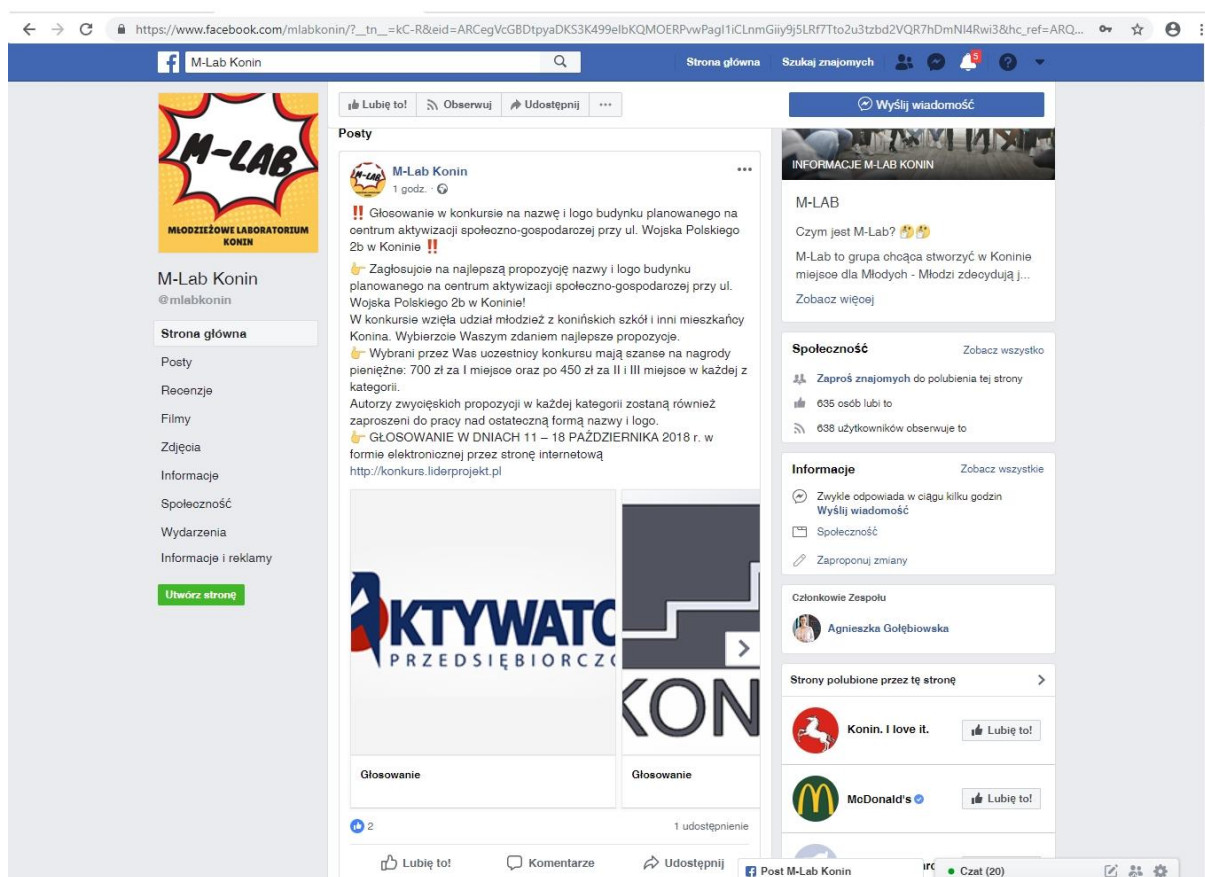 https://www.facebook.com/mlabkonin/?__tn__=kC-R&eid=ARCegVcGBDtpyaDKS3K499eIbKQMOERPvwPagI1iCLnmGiiy9j5LRf7Tto2u3tzbd2VQR7hDmNI4Rwi3&hc_ref=ARQ...
M-Lab Konin
Strona główna
Szukaj znajomych
5
M-LAB
MŁODZIEŻOWE LABORATORIUM
KONIN
M-Lab Konin
@mlabkonin
Strona główna
Posty
Recenzje
Filmy
Zdjęcia
Informacje
Społeczność
Wydarzenia
Informacje i reklamy
Utwórz stronę
Lubię to!
Obserwuj
Udostępnij
Wyślij wiadomość
Posty
M-Lab Konin
1 godz. ·
‼ Głosowanie w konkursie na nazwę i logo budynku planowanego na
centrum aktywizacji społeczno-gospodarczej przy ul. Wojska Polskiego
2b w Koninie ‼
👉 Zagłosujcie na najlepszą propozycję nazwy i logo budynku
planowanego na centrum aktywizacji społeczno-gospodarczej przy ul.
Wojska Polskiego 2b w Koninie!
W konkursie wzięła udział młodzież z konińskich szkół i inni mieszkańcy
Konina. Wybierzcie Waszym zdaniem najlepsze propozycje.
👉 Wybrani przez Was uczestnicy konkursu mają szanse na nagrody
pieniężne: 700 zł za I miejsce oraz po 450 zł za II i III miejsce w każdej z
kategorii.
Autorzy zwycięskich propozycji w każdej kategorii zostaną również
zaproszeni do pracy nad ostateczną formą nazwy i logo.
👉 GŁOSOWANIE W DNIACH 11 – 18 PAŹDZIERNIKA 2018 r. w
formie elektronicznej przez stronę internetową
http://konkurs.liderprojekt.pl
AKTYWATO
PRZEDSIĘBIORCZO
KON
Głosowanie
Głosowanie
2
1 udostępnienie
Lubię to!
Komentarze
Udostępnij
INFORMACJE M-LAB KONIN
M-LAB
Czym jest M-Lab? 🤔🤔
M-Lab to grupa chcąca stworzyć w Koninie
miejsce dla Młodych - Młodzi zdecydują j...
Zobacz więcej
Społeczność
Zobacz wszystko
Zaproś znajomych do polubienia tej strony
635 osób lubi to
638 użytkowników obserwuje to
Informacje
Zobacz wszystkie
Zwykle odpowiada w ciągu kilku godzin
Wyślij wiadomość
Społeczność
Zaproponuj zmiany
Członkowie Zespołu
Agnieszka Gołębiowska
Strony polubione przez tę stronę
Konin. I love it.
Lubię to!
McDonald's
Lubię to!
Post M-Lab Konin
Czat (20)